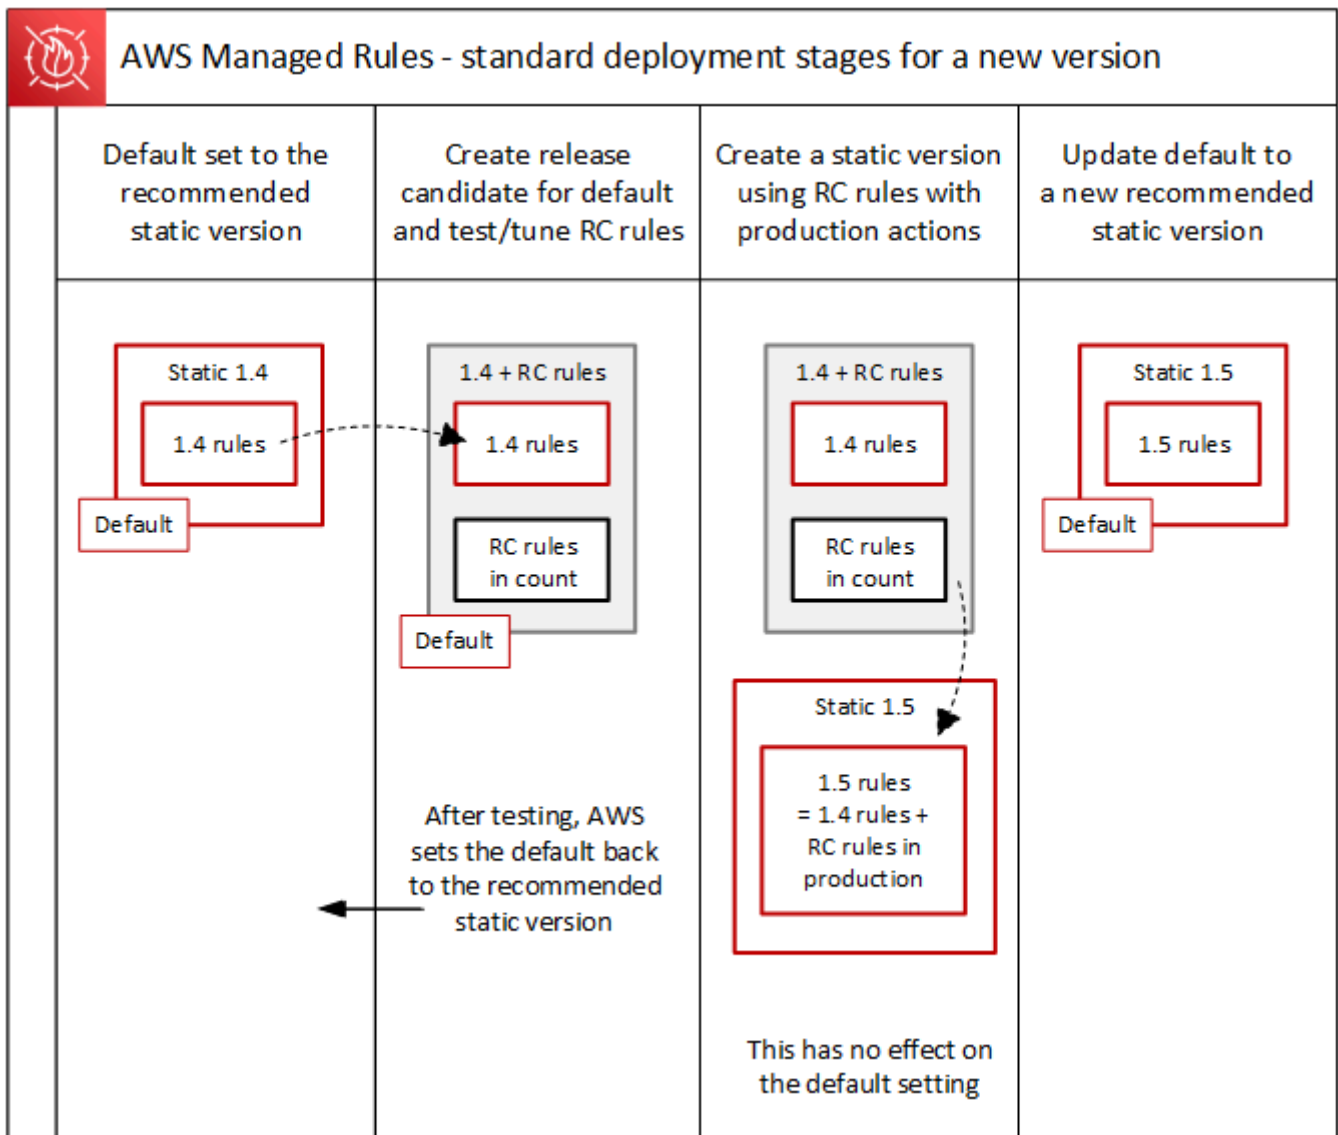 AWS Managed Rules - standard deployment stages for a new version
Default set to the
recommended
static version
Create release
candidate for default
and test/tune RC rules
Create a static version
using RC rules with
production actions
Update default to
a new recommended
static version
Static 1.4
1.4 rules
Default
1.4 + RC rules
1.4 rules
RC rules
in count
Default
After testing, AWS
sets the default back
to the recommended
static version
1.4 + RC rules
1.4 rules
RC rules
in count
Static 1.5
1.5 rules
= 1.4 rules +
RC rules in
production
This has no effect on
the default setting
Static 1.5
1.5 rules
Default